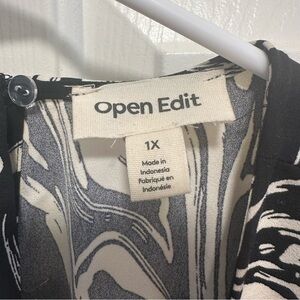 Open Edit
1X
Made in
Indonesia
Fabriqué en
Indonésie